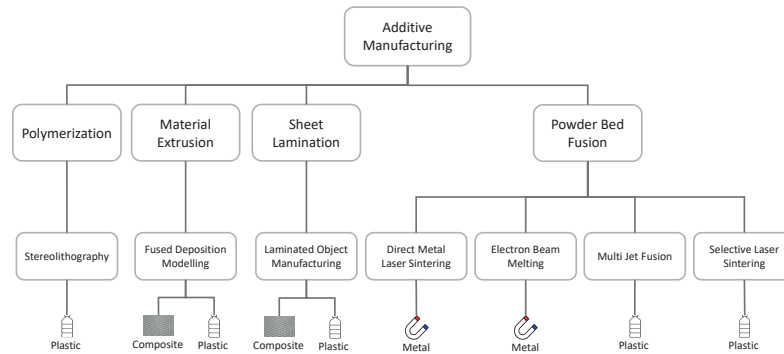 Additive
Manufacturing
Polymerization
Material
Extrusion
Sheet
Lamination
Powder Bed
Fusion
Stereolithography
Fused Deposition
Modelling
Laminated Object
Manufacturing
Direct Metal
Laser Sintering
Electron Beam
Melting
Multi Jet Fusion
Selective Laser
Sintering
Plastic
Composite
Plastic
Composite
Plastic
Metal
Metal
Plastic
Plastic